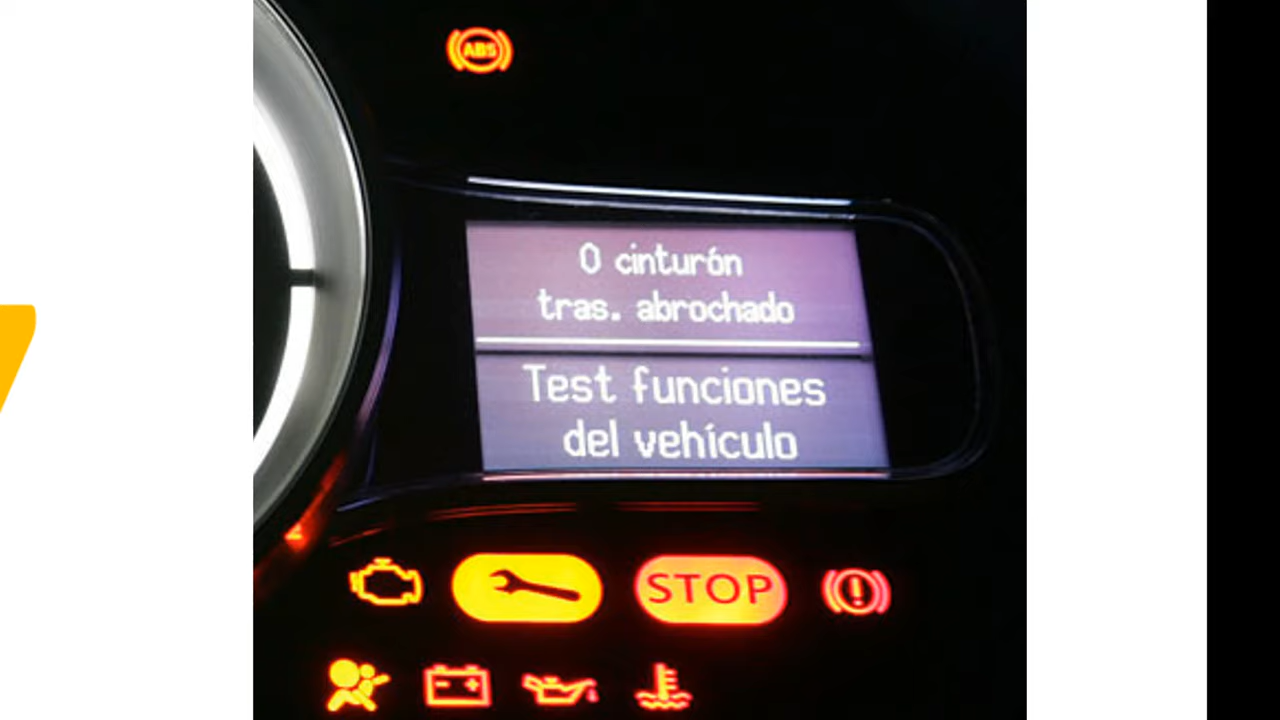 ABS
0 cinturón
tras. abrochado
Test funciones
del vehículo
STOP